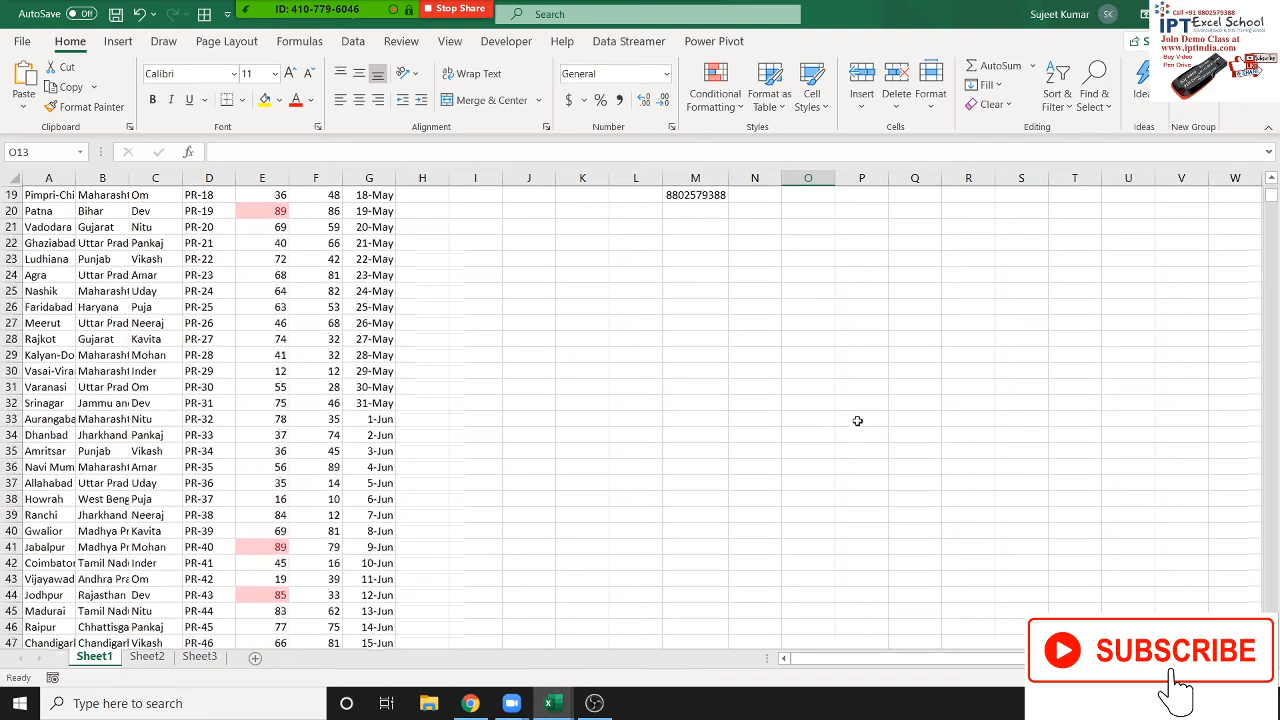 AutoSave Off ID: 410-779-6046 Stop Share Search Sujeet Kumar SK
Call +91 8802579388
IPT Excel School
Join Demo Class at
www.iptindia.com
Buy Video
Pen Drive
File Home Insert Draw Page Layout Formulas Data Review View Developer Help Data Streamer Power Pivot
Paste Cut Copy Format Painter Clipboard
Calibri 11 B I U A Font
Wrap Text Merge & Center Alignment
General $ % Number
Conditional Formatting Format as Table Cell Styles Styles
Insert Delete Format Cells
AutoSum Fill Clear Sort & Filter Find & Select Editing
Ideas New Group
O13 fx
A B C D E F G H I J K L M N O P Q R S T U V W
19 Pimpri-Chi Maharasht Om PR-18 36 48 18-May 8802579388
20 Patna Bihar Dev PR-19 89 86 19-May
21 Vadodara Gujarat Nitu PR-20 69 59 20-May
22 Ghaziabad Uttar Prad Pankaj PR-21 40 66 21-May
23 Ludhiana Punjab Vikash PR-22 72 42 22-May
24 Agra Uttar Prad Amar PR-23 68 81 23-May
25 Nashik Maharasht Uday PR-24 64 82 24-May
26 Faridabad Haryana Puja PR-25 63 53 25-May
27 Meerut Uttar Prad Neeraj PR-26 46 68 26-May
28 Rajkot Gujarat Kavita PR-27 74 32 27-May
29 Kalyan-Do Maharasht Mohan PR-28 41 32 28-May
30 Vasai-Vira Maharasht Inder PR-29 12 12 29-May
31 Varanasi Uttar Prad Om PR-30 55 28 30-May
32 Srinagar Jammu and Dev PR-31 75 46 31-May
33 Aurangaba Maharasht Nitu PR-32 78 35 1-Jun
34 Dhanbad Jharkhand Pankaj PR-33 37 74 2-Jun
35 Amritsar Punjab Vikash PR-34 36 45 3-Jun
36 Navi Mum Maharasht Amar PR-35 56 89 4-Jun
37 Allahabad Uttar Prad Uday PR-36 35 14 5-Jun
38 Howrah West Beng Puja PR-37 16 10 6-Jun
39 Ranchi Jharkhand Neeraj PR-38 84 12 7-Jun
40 Gwalior Madhya Pr Kavita PR-39 69 81 8-Jun
41 Jabalpur Madhya Pr Mohan PR-40 89 79 9-Jun
42 Coimbator Tamil Nad Inder PR-41 45 16 10-Jun
43 Vijayawad Andhra Pra Om PR-42 19 39 11-Jun
44 Jodhpur Rajasthan Dev PR-43 85 33 12-Jun
45 Madurai Tamil Nad Nitu PR-44 83 62 13-Jun
46 Raipur Chhattisga Pankaj PR-45 77 75 14-Jun
47 Chandigarh Chandigarh Vikash PR-46 66 81 15-Jun
Sheet1 Sheet2 Sheet3
Ready
SUBSCRIBE
Type here to search